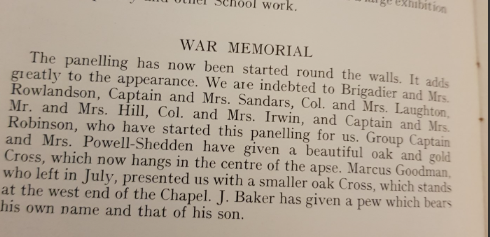 and other School work.
exhibition
WAR MEMORIAL
The panelling has now been started round the walls. It adds
greatly to the appearance. We are indebted to Brigadier and Mrs.
Rowlandson, Captain and Mrs. Sandars, Col. and Mrs. Laughton,
Mr. and Mrs. Hill, Col. and Mrs. Irwin, and Captain and Mrs.
Robinson, who have started this panelling for us. Group Captain
and Mrs. Powell-Shedden have given a beautiful oak and gold
Cross, which now hangs in the centre of the apse. Marcus Goodman,
who left in July, presented us with a smaller oak Cross, which stands
at the west end of the Chapel. J. Baker has given a pew which bears
his own name and that of his son.